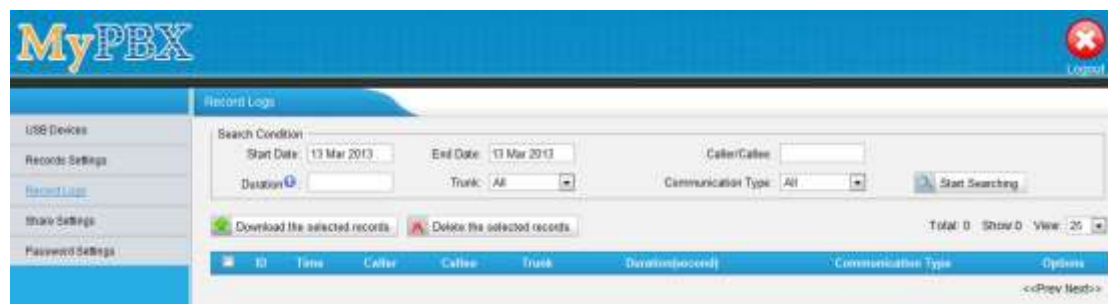 MyPBX
Logout
Record Logs
USB Devices
Records Settings
Record Logs
Share Settings
Password Settings
Search Condition
Start Date: 13 Mar 2013 End Date: 13 Mar 2013 Caller/Callee:
Duration : Trunk: All Communication Type: All Start Searching
Download the selected records Delete the selected records Total: 0 Show:0 View: 25
ID Time Caller Callee Trunk Duration(second) Communication Type Options
<<Prev Next>>